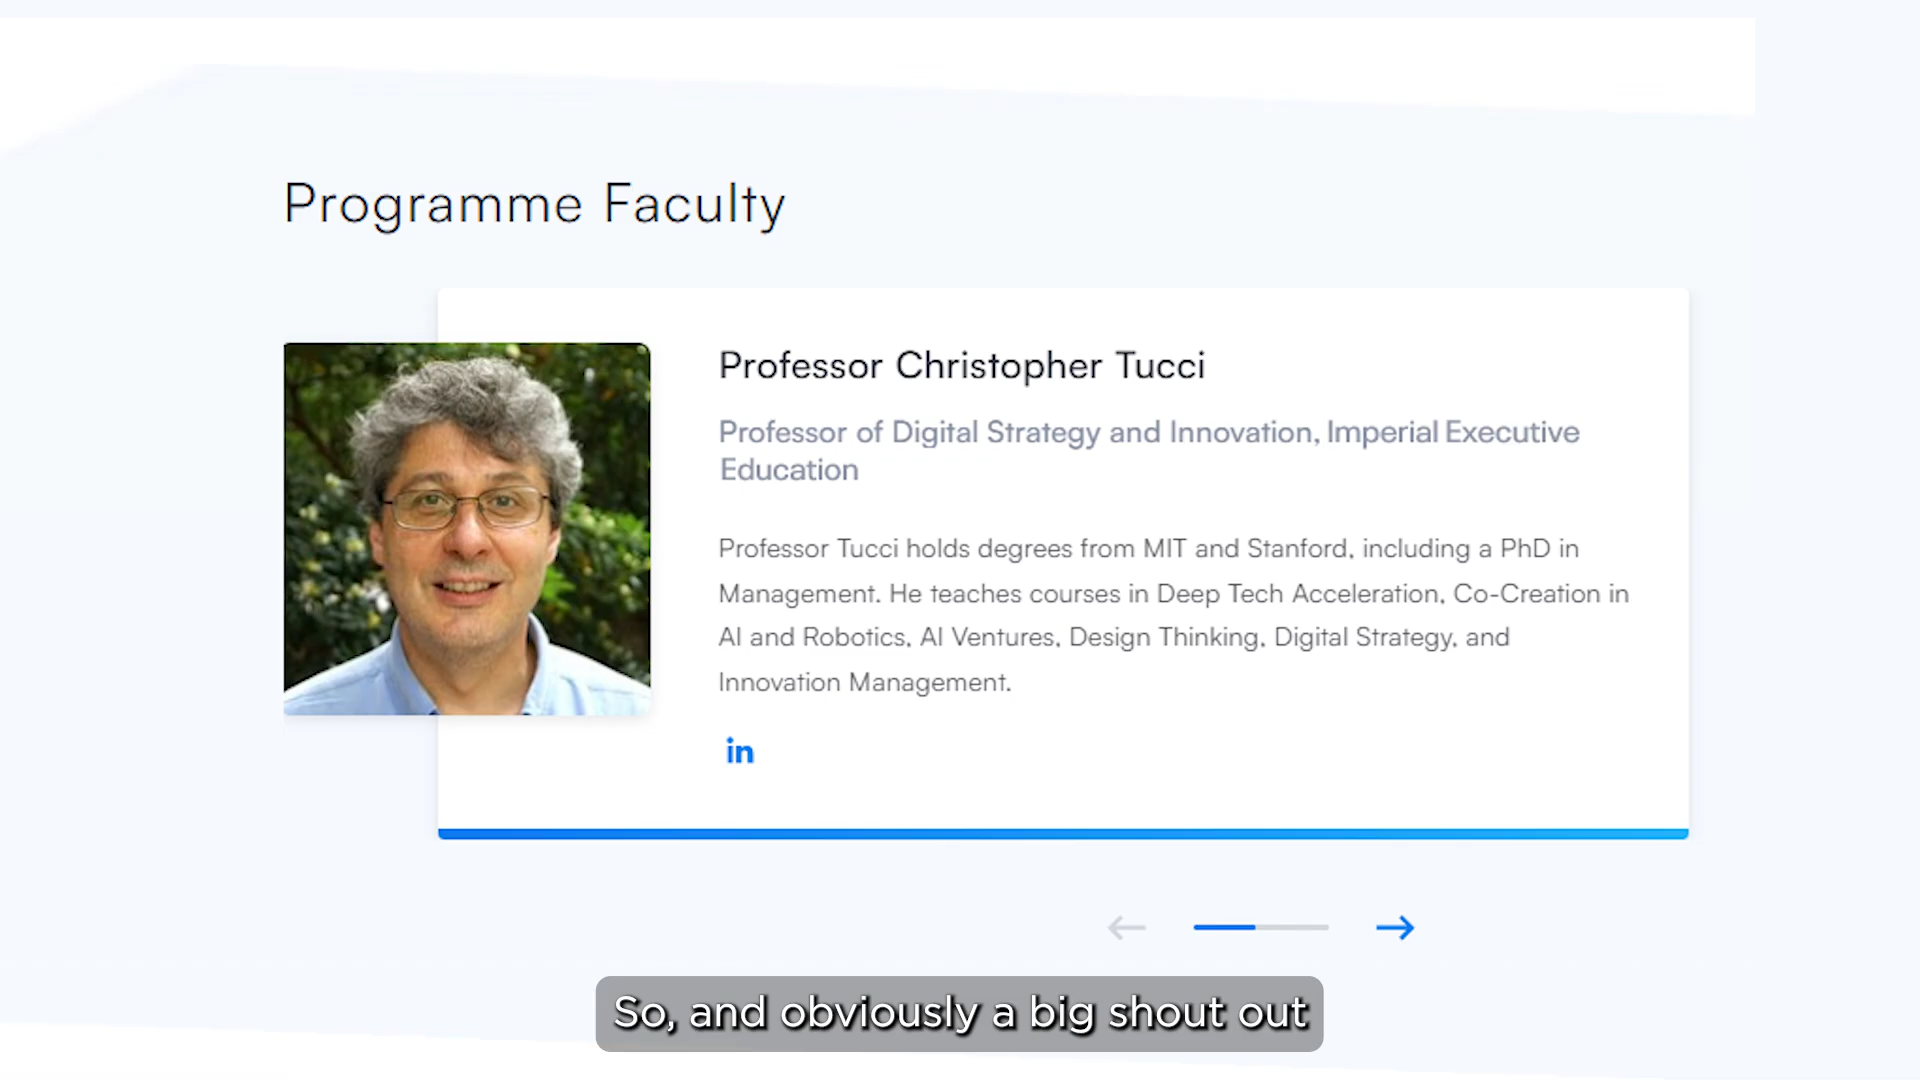 Programme Faculty
Professor Christopher Tucci
Professor of Digital Strategy and Innovation, Imperial Executive
Education
Professor Tucci holds degrees from MIT and Stanford, including a PhD in
Management. He teaches courses in Deep Tech Acceleration, Co-Creation in
AI and Robotics, AI Ventures, Design Thinking, Digital Strategy, and
Innovation Management.
in
So, and obviously a big shout out